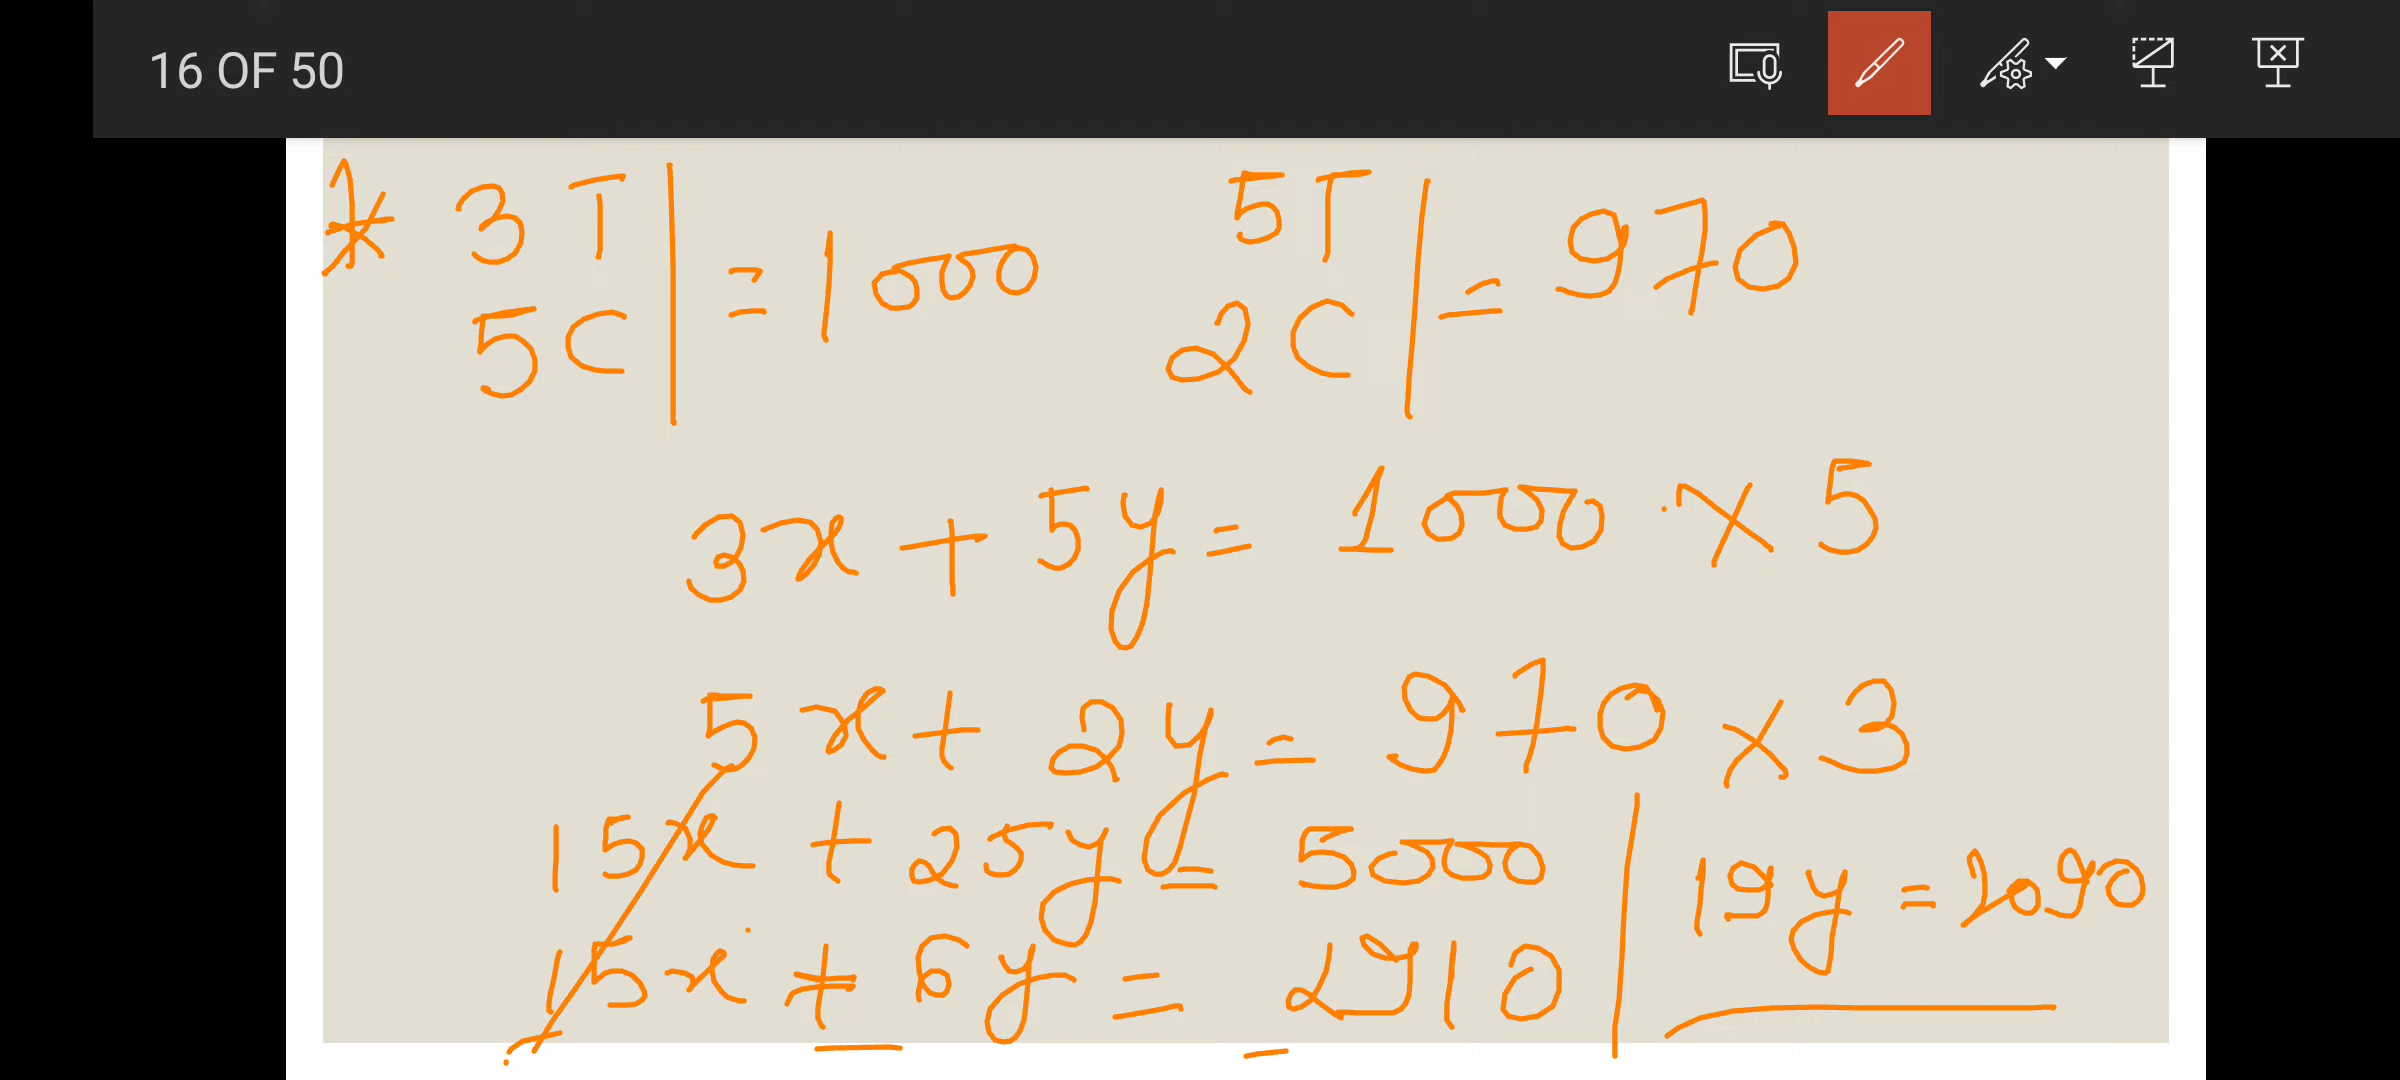 16 OF 50
* 3T = 1000 5T = 970
5C 2C
3x + 5y = 1000 × 5
5x + 2y = 970 × 3
15x + 25y = 5000 19y = 2090
15x + 6y = 2910